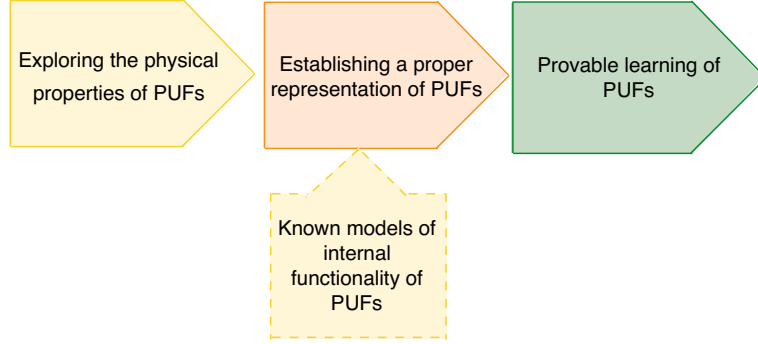 Exploring the physical
properties of PUFs
Establishing a proper
representation of PUFs
Provable learning of
PUFs
Known models of
internal
functionality of
PUFs